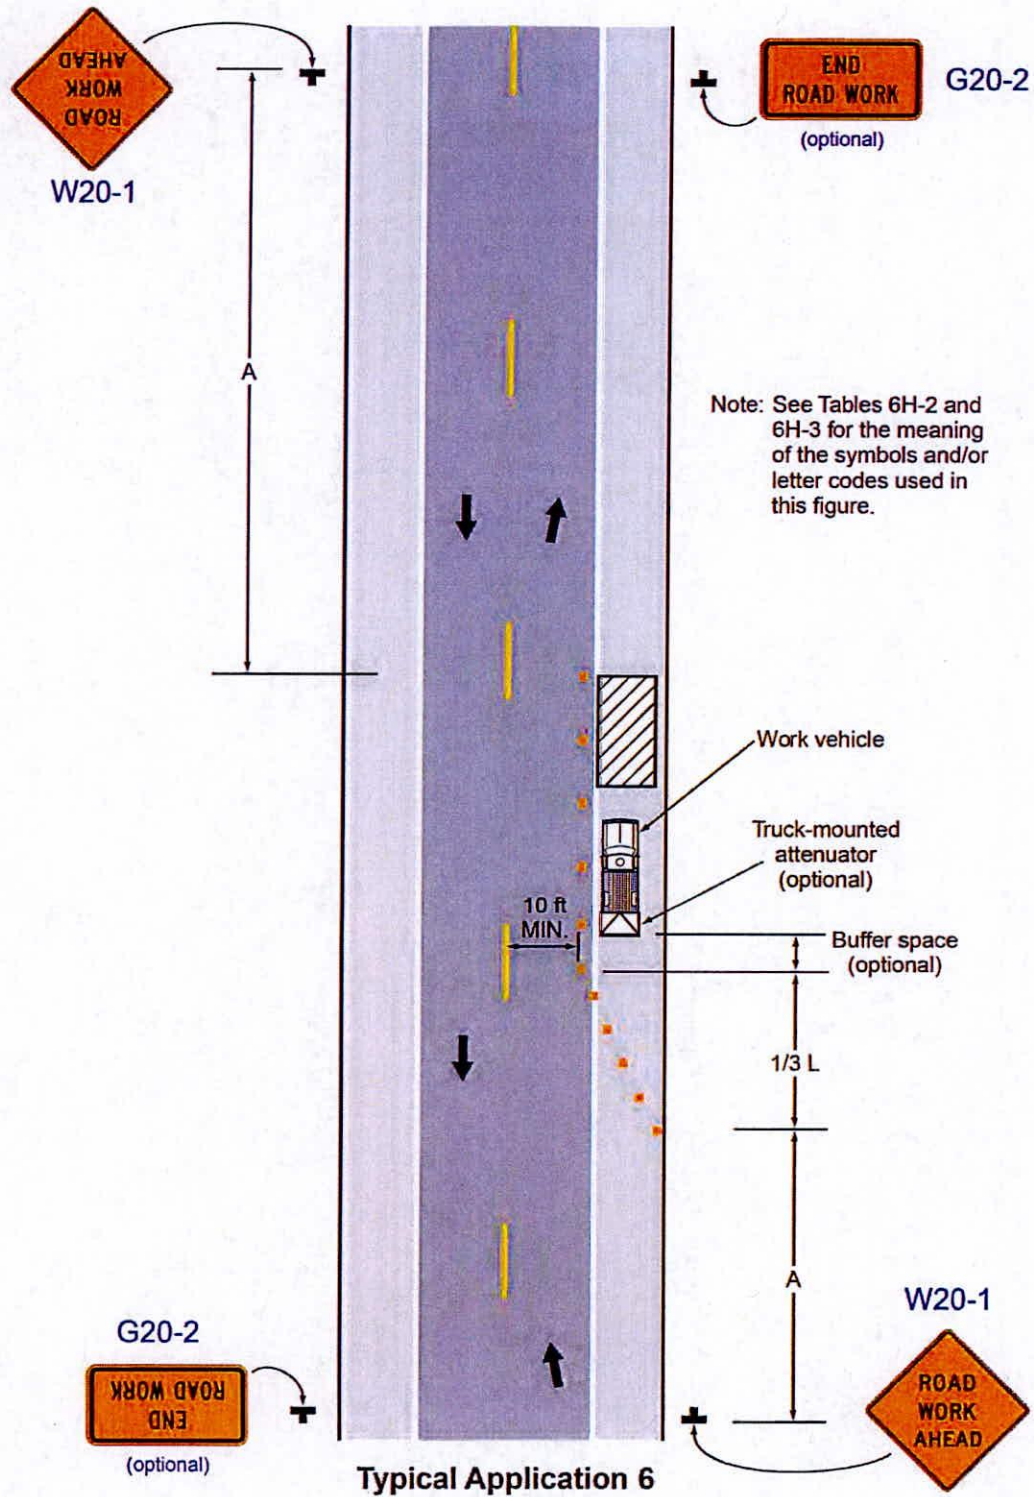 ROAD
WORK
AHEAD
W20-1
END
ROAD WORK
(optional)
G20-2
A
Note: See Tables 6H-2 and
6H-3 for the meaning
of the symbols and/or
letter codes used in
this figure.
Work vehicle
Truck-mounted
attenuator
(optional)
10 ft
MIN.
Buffer space
(optional)
1/3 L
A
W20-1
ROAD
WORK
AHEAD
G20-2
END
ROAD WORK
(optional)
Typical Application 6